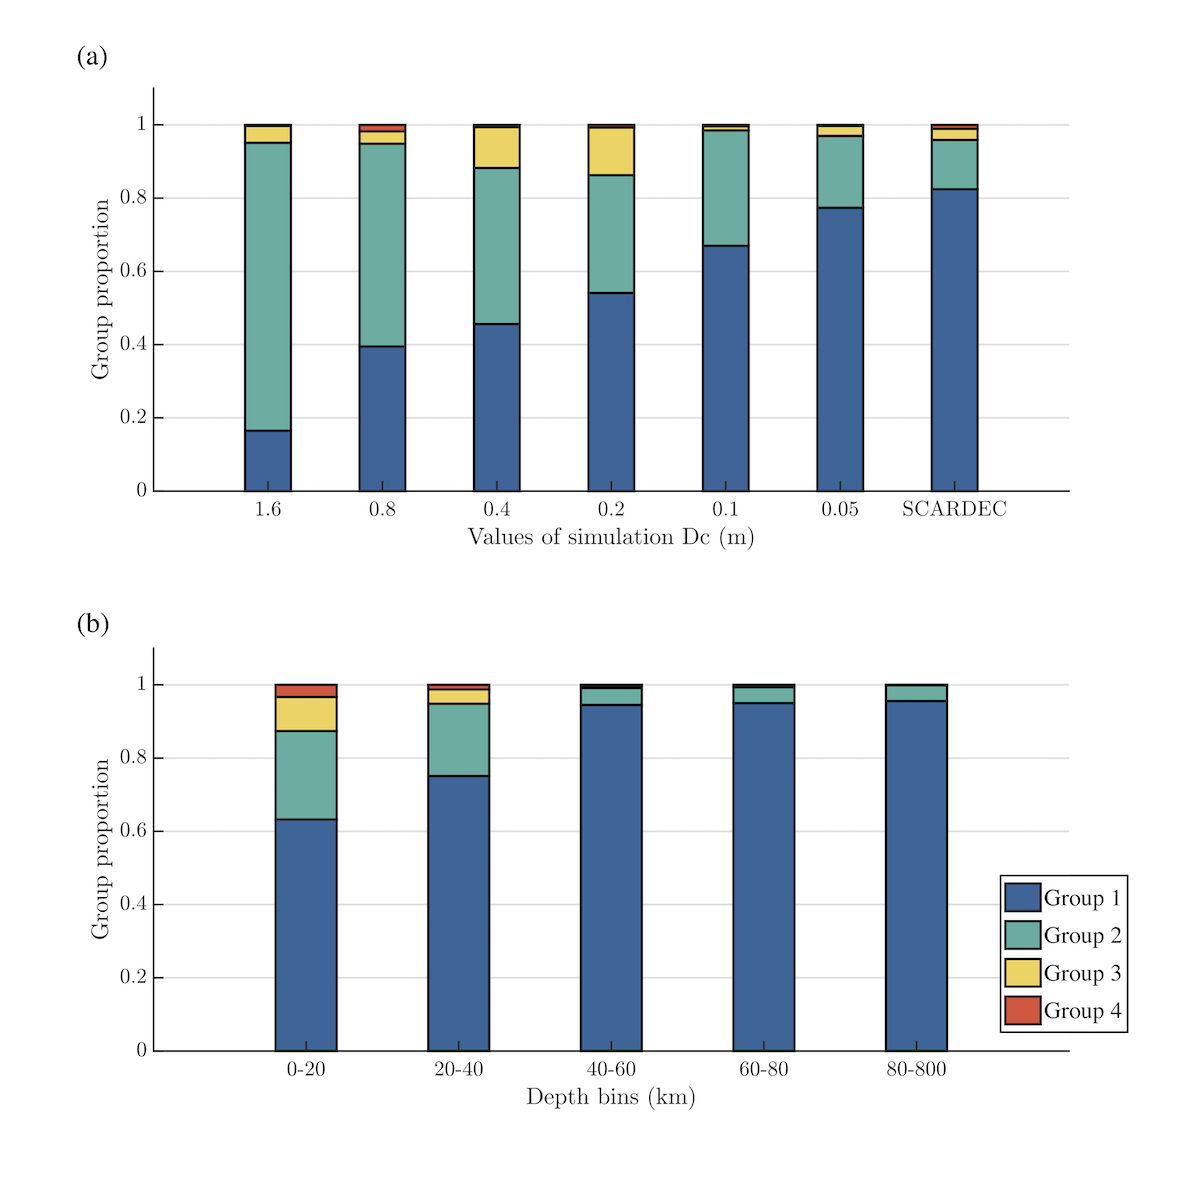 (a)
1
0.8
0.6
0.4
0.2
0
Group proportion
1.6 0.8 0.4 0.2 0.1 0.05 SCARDEC
Values of simulation Dc (m)
(b)
1
0.8
0.6
0.4
0.2
0
Group proportion
0-20 20-40 40-60 60-80 80-800
Depth bins (km)
Group 1
Group 2
Group 3
Group 4